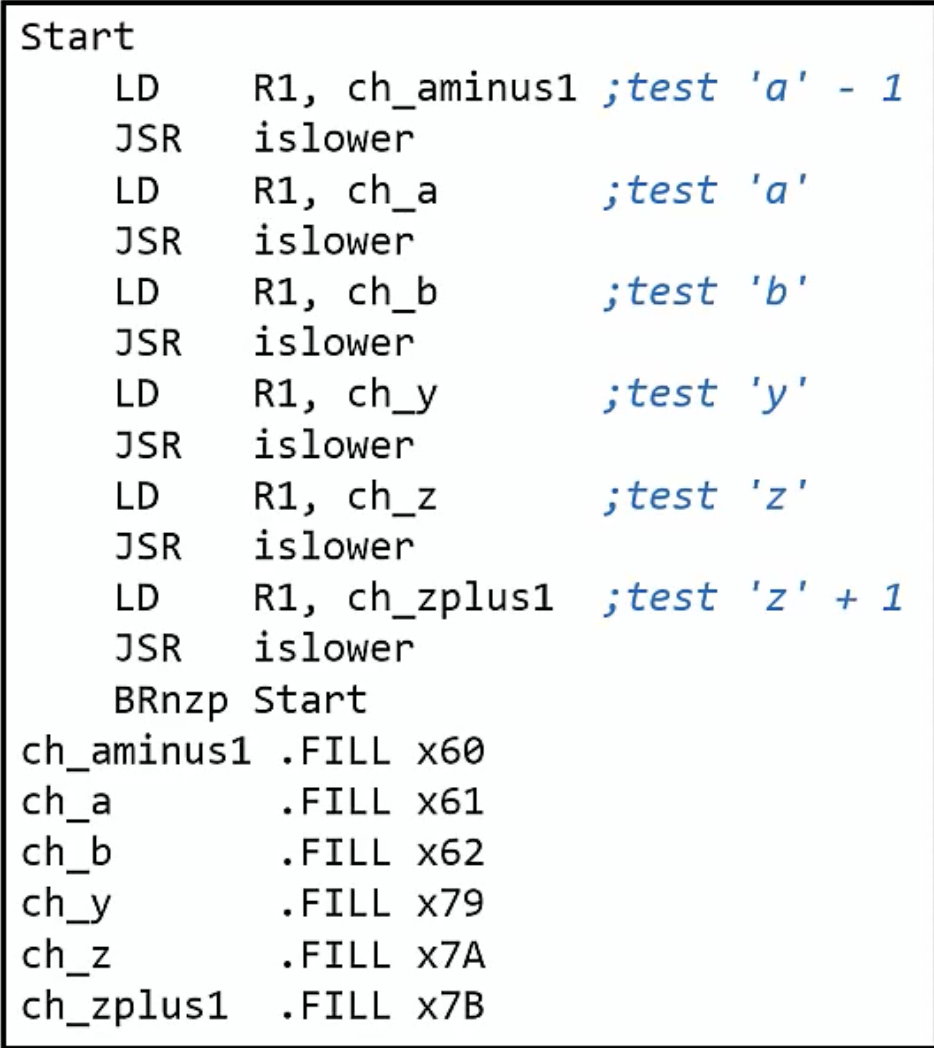 Start
    LD    R1, ch_aminus1 ;test 'a' - 1
    JSR   islower
    LD    R1, ch_a       ;test 'a'
    JSR   islower
    LD    R1, ch_b       ;test 'b'
    JSR   islower
    LD    R1, ch_y       ;test 'y'
    JSR   islower
    LD    R1, ch_z       ;test 'z'
    JSR   islower
    LD    R1, ch_zplus1  ;test 'z' + 1
    JSR   islower
    BRnzp Start
ch_aminus1 .FILL x60
ch_a       .FILL x61
ch_b       .FILL x62
ch_y       .FILL x79
ch_z       .FILL x7A
ch_zplus1  .FILL x7B